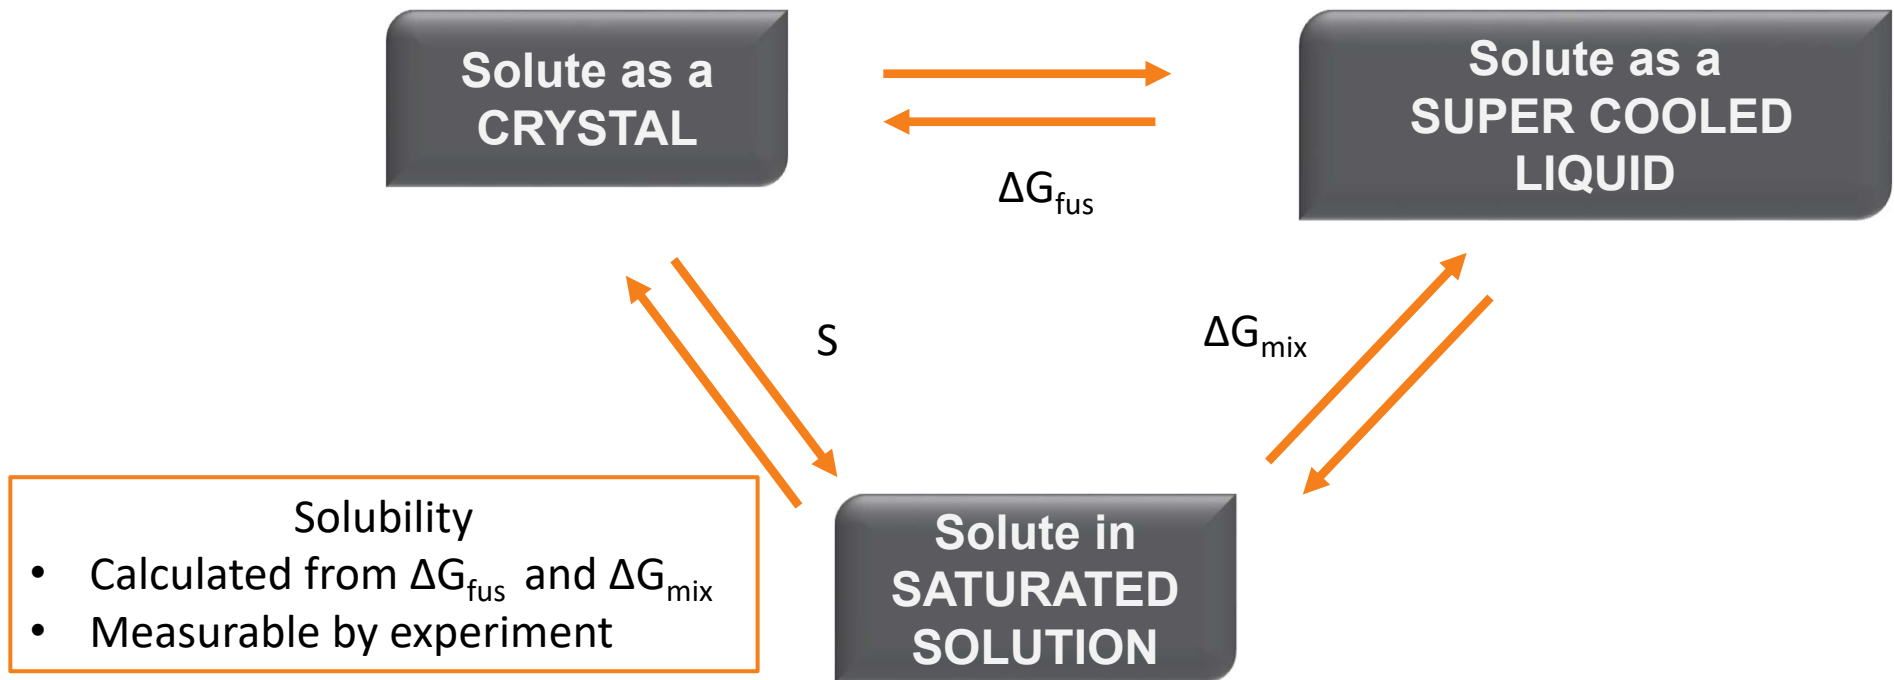 Solute as a
CRYSTAL
Solute as a
SUPER COOLED
LIQUID
ΔGfus
S
ΔGmix
Solubility
• Calculated from ΔGfus and ΔGmix
• Measurable by experiment
Solute in
SATURATED
SOLUTION